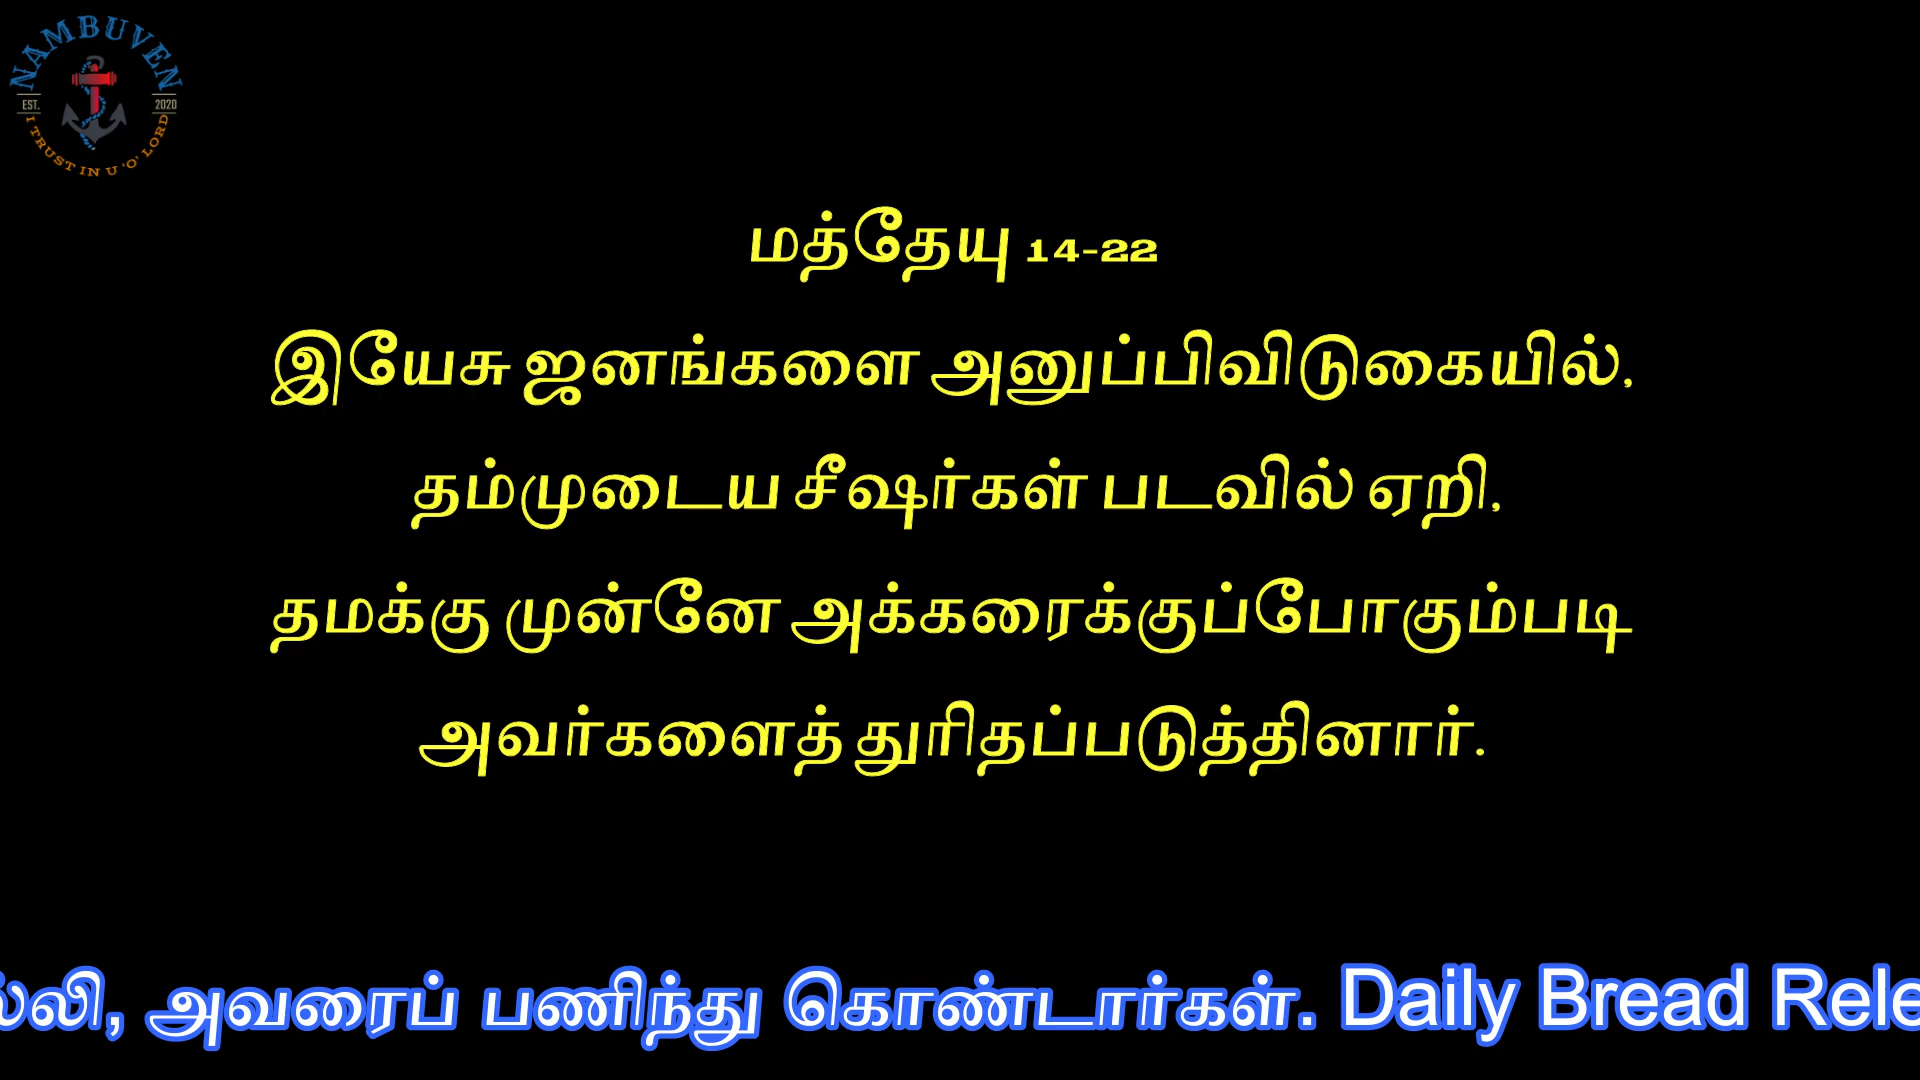 NAMBUVEN
EST. 2020
I TRUST IN U 'O' LORD
மத்தேயு 14-22
இயேசு ஜனங்களை அனுப்பிவிடுகையில்,
தம்முடைய சீஷர்கள் படவில் ஏறி,
தமக்கு முன்னே அக்கரைக்குப்போகும்படி
அவர்களைத் துரிதப்படுத்தினார்.
அவரைப் பணிந்து கொண்டார்கள். Daily Bread